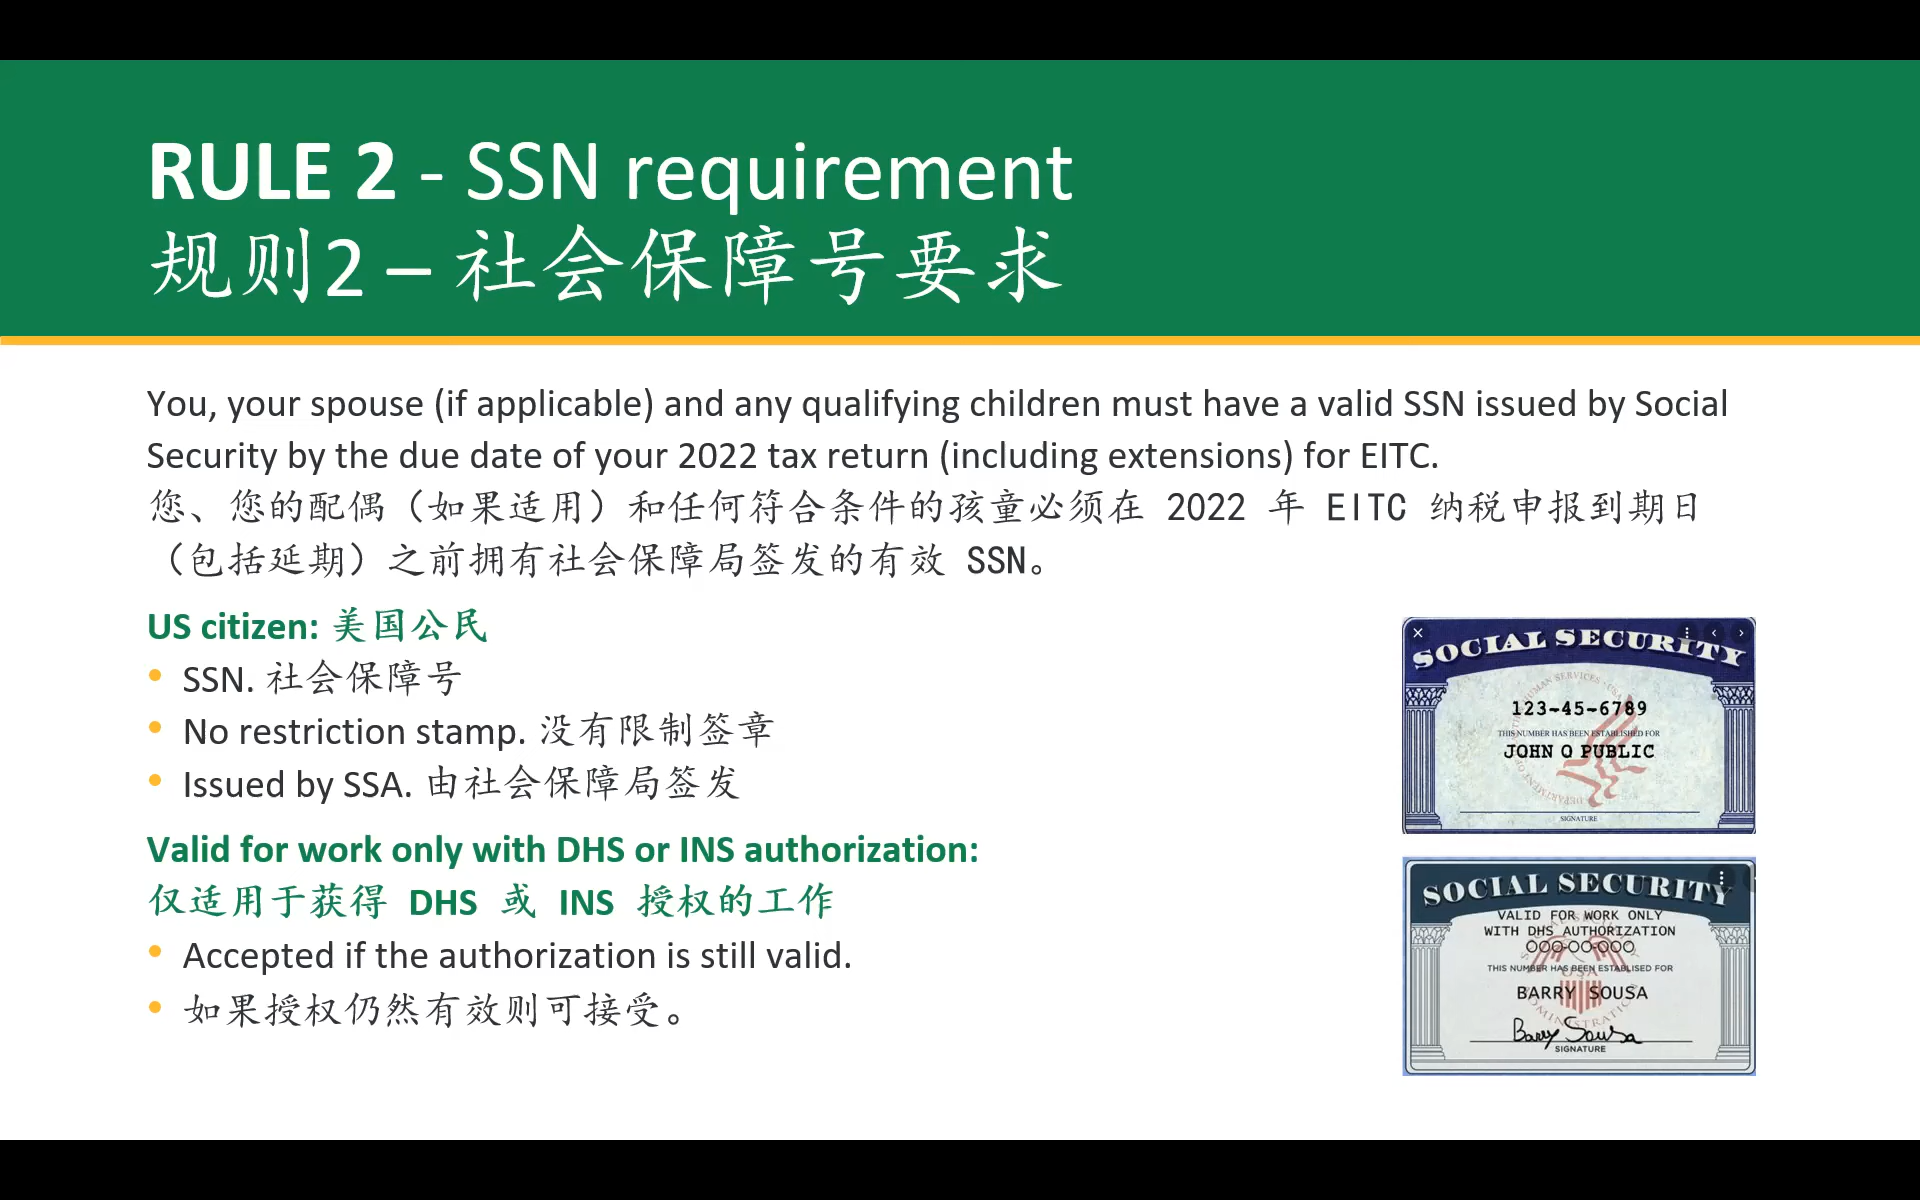 RULE 2 - SSN requirement
规则2 – 社会保障号要求
You, your spouse (if applicable) and any qualifying children must have a valid SSN issued by Social
Security by the due date of your 2022 tax return (including extensions) for EITC.
您、您的配偶（如果适用）和任何符合条件的孩童必须在 2022 年 EITC 纳税申报到期日
（包括延期）之前拥有社会保障局签发的有效 SSN。
US citizen: 美国公民
• SSN. 社会保障号
• No restriction stamp. 没有限制签章
• Issued by SSA. 由社会保障局签发
Valid for work only with DHS or INS authorization:
仅适用于获得 DHS 或 INS 授权的工作
• Accepted if the authorization is still valid.
• 如果授权仍然有效则可接受。
SOCIAL SECURITY
123-45-6789
THIS NUMBER HAS BEEN ESTABLISHED FOR
JOHN Q PUBLIC
SIGNATURE
SOCIAL SECURITY
VALID FOR WORK ONLY
WITH DHS AUTHORIZATION
000-00-000
THIS NUMBER HAS BEEN ESTABLISED FOR
BARRY SOUSA
Barry Sousa
SIGNATURE